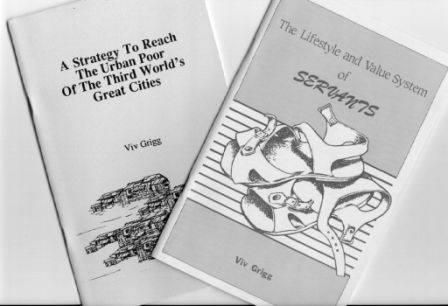 A Strategy To Reach
The Urban Poor
Of The Third World's
Great Cities
Viv Grigg
The Lifestyle and Value System
of
SERVANTS
Viv Grigg